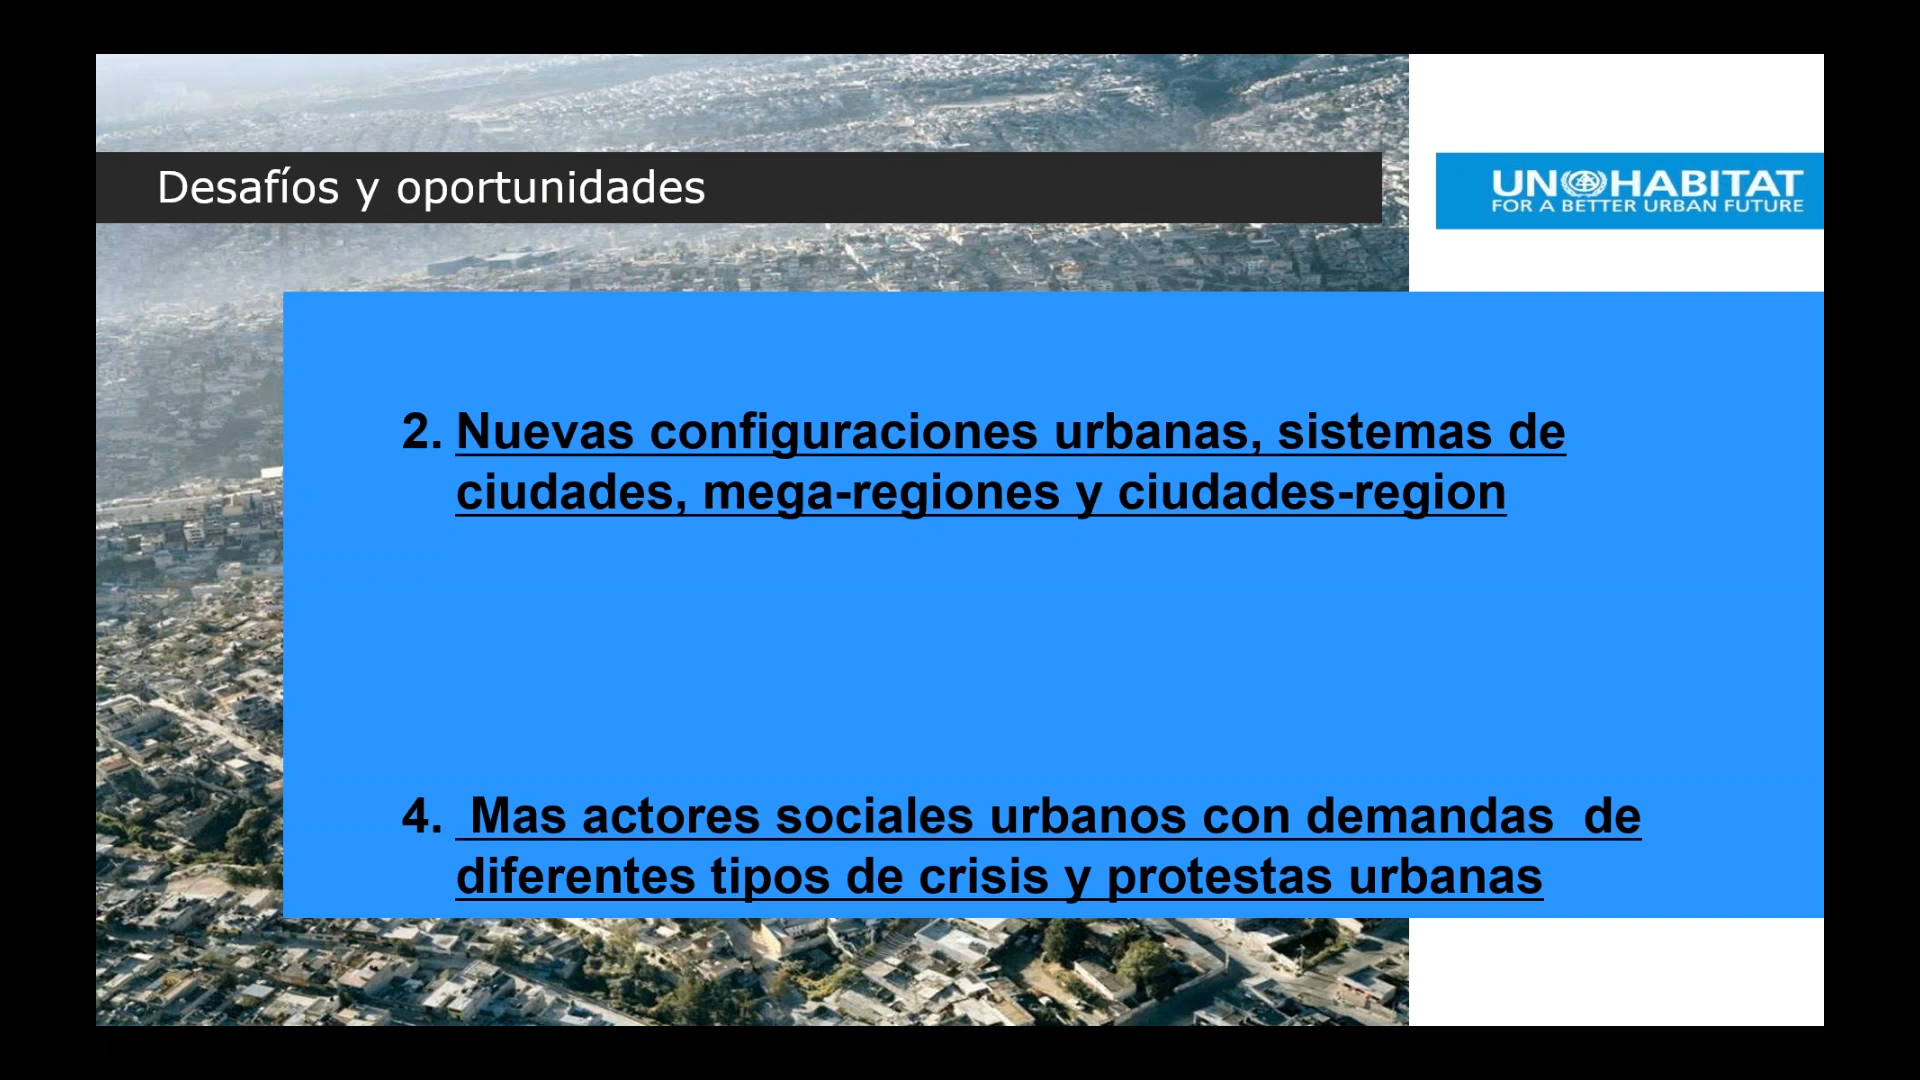 Desafíos y oportunidades
UN HABITAT
FOR A BETTER URBAN FUTURE
2. Nuevas configuraciones urbanas, sistemas de
ciudades, mega-regiones y ciudades-region
4. Mas actores sociales urbanos con demandas de
diferentes tipos de crisis y protestas urbanas